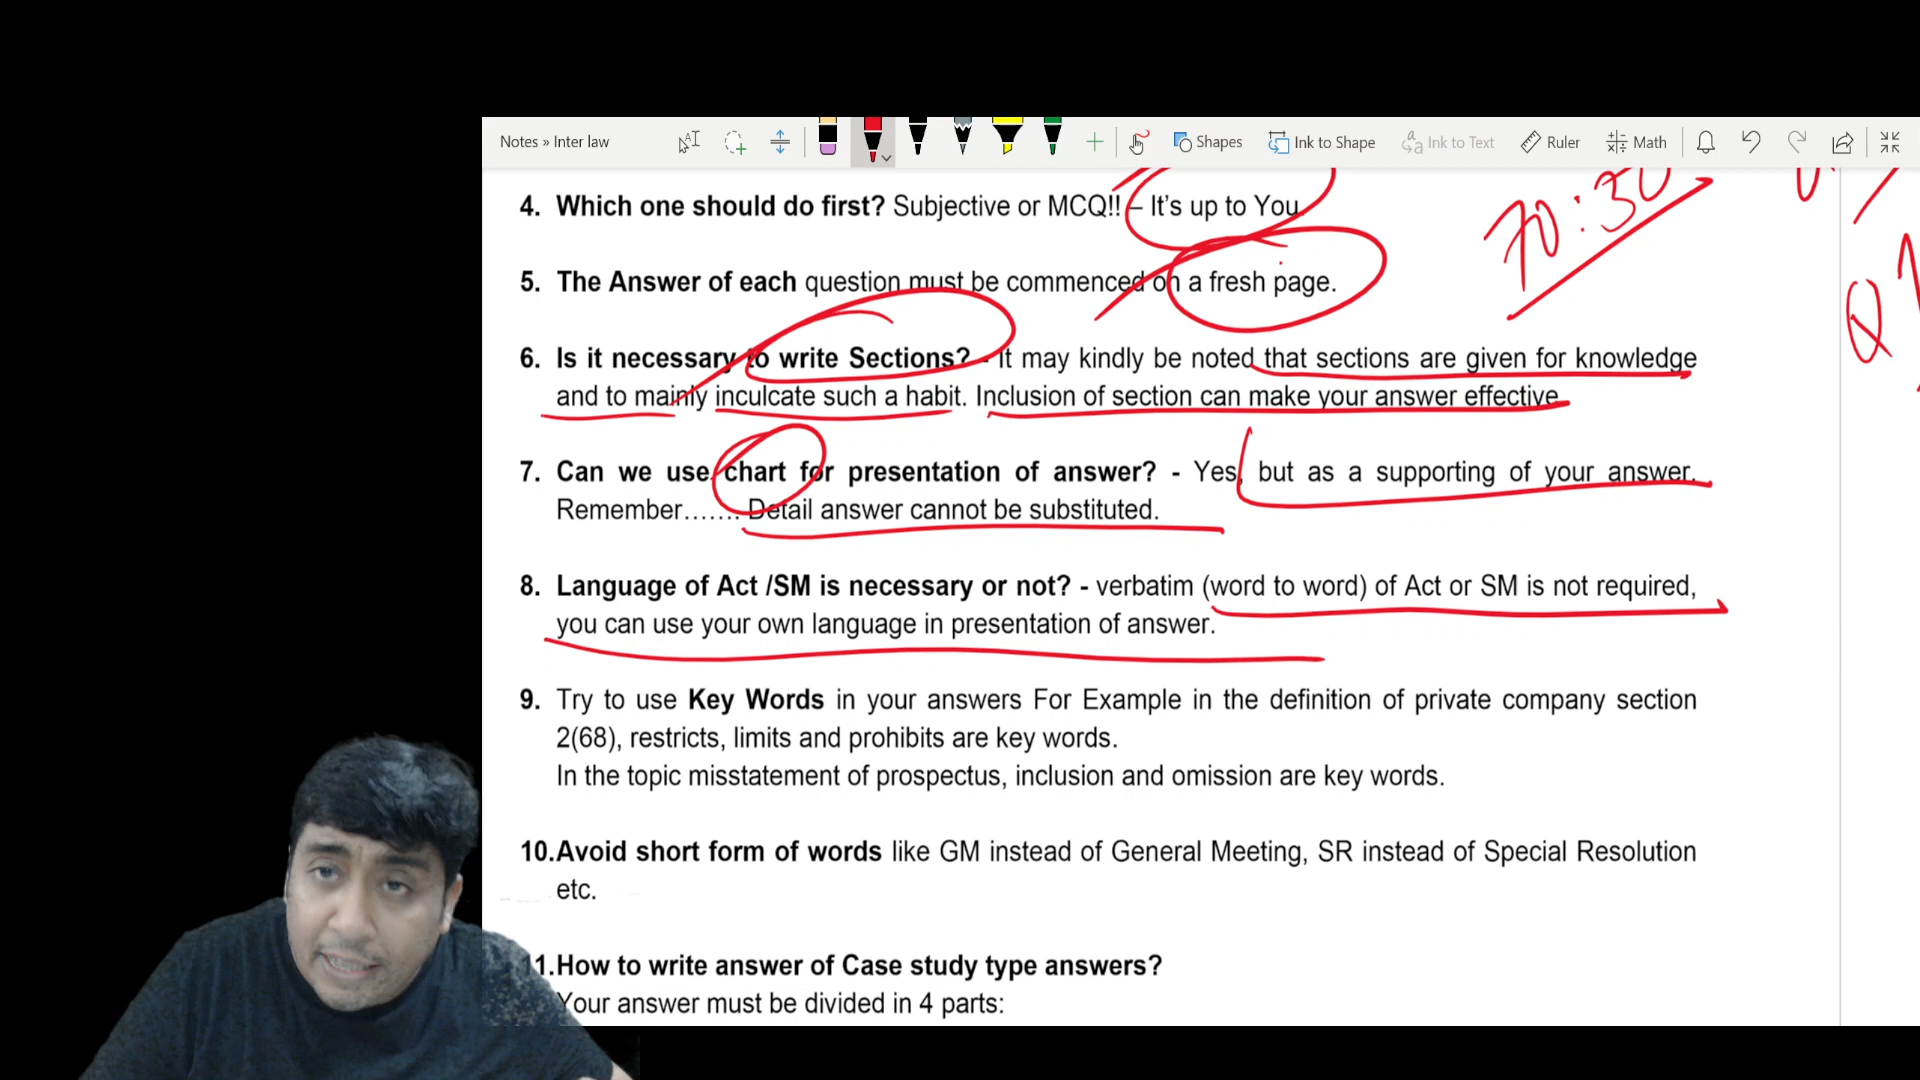 Notes » Inter law
Shapes
Ink to Shape
Ink to Text
Ruler
Math
4. Which one should do first? Subjective or MCQ!! – It's up to You.
70:30
5. The Answer of each question must be commenced on a fresh page.
6. Is it necessary to write Sections? - It may kindly be noted that sections are given for knowledge
and to mainly inculcate such a habit. Inclusion of section can make your answer effective
7. Can we use chart for presentation of answer? - Yes, but as a supporting of your answer.
Remember……. Detail answer cannot be substituted.
8. Language of Act /SM is necessary or not? - verbatim (word to word) of Act or SM is not required,
you can use your own language in presentation of answer.
9. Try to use Key Words in your answers For Example in the definition of private company section
2(68), restricts, limits and prohibits are key words.
In the topic misstatement of prospectus, inclusion and omission are key words.
10.Avoid short form of words like GM instead of General Meeting, SR instead of Special Resolution
etc.
11.How to write answer of Case study type answers?
Your answer must be divided in 4 parts: